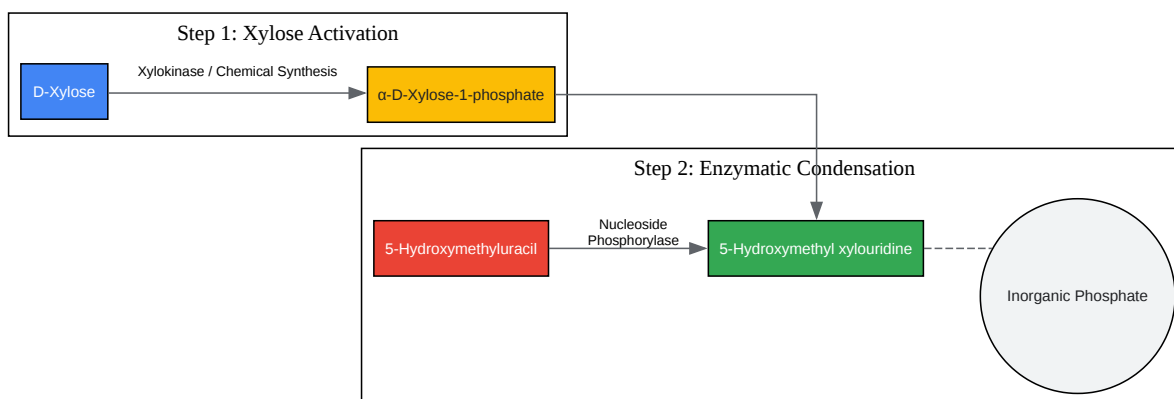 Step 1: Xylose Activation
D-Xylose
Xylokinase / Chemical Synthesis
α-D-Xylose-1-phosphate
Step 2: Enzymatic Condensation
5-Hydroxymethyluracil
Nucleoside
Phosphorylase
5-Hydroxymethyl xylouridine
Inorganic Phosphate